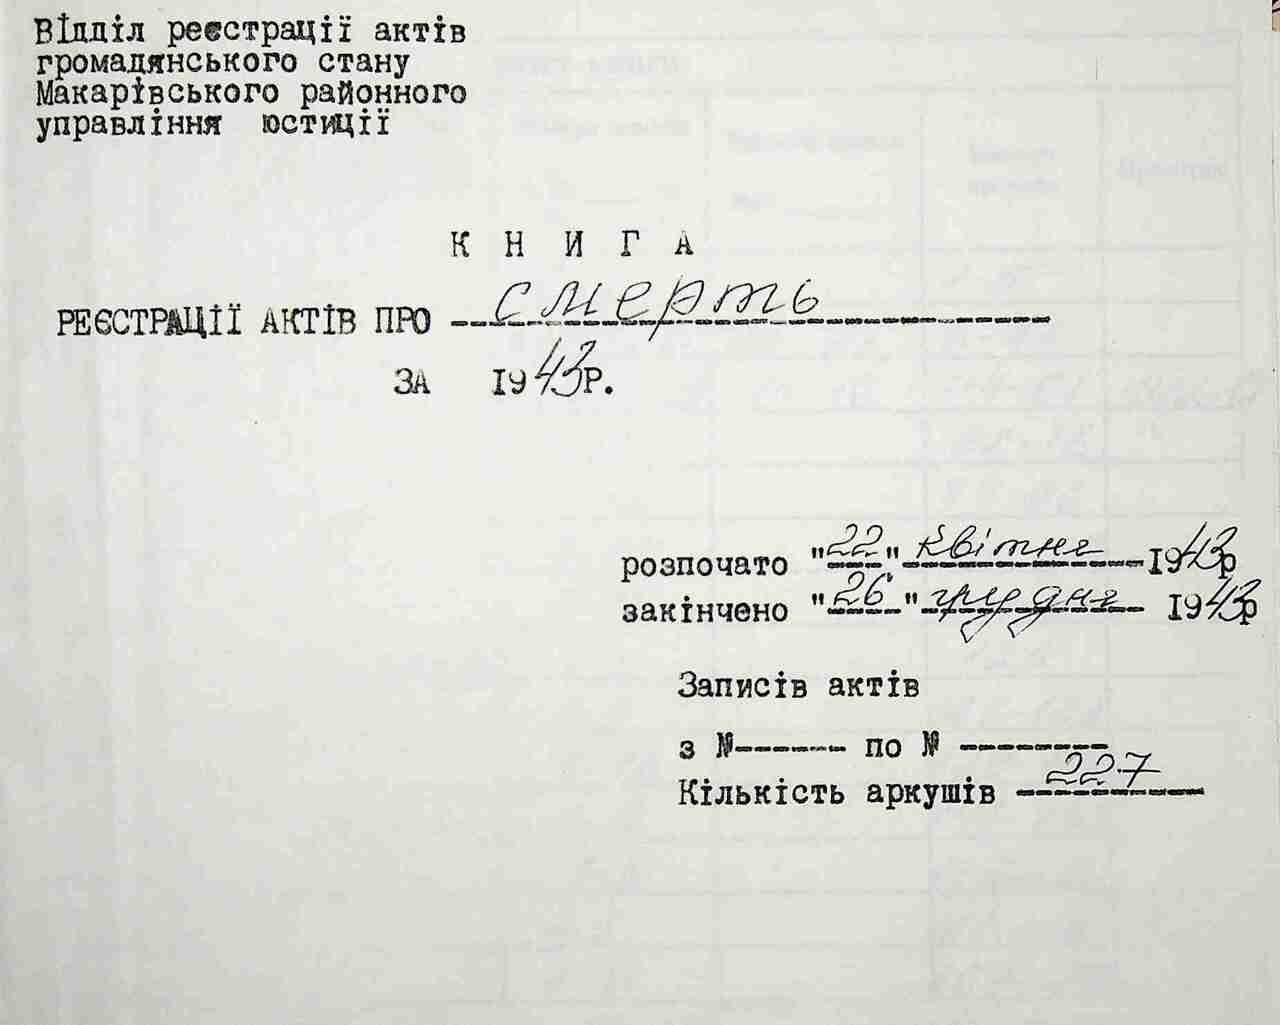 Відділ реєстрації актів
громадянського стану
Макарівського районного
управління юстиції
К Н И Г А
РЕЄСТРАЦІЇ АКТІВ ПРО смерть
ЗА 1943Р.
розпочато "22" квітня 1943р
закінчено "26" грудня 1943р
Записів актів
з № ------ по № --------
Кількість аркушів 227